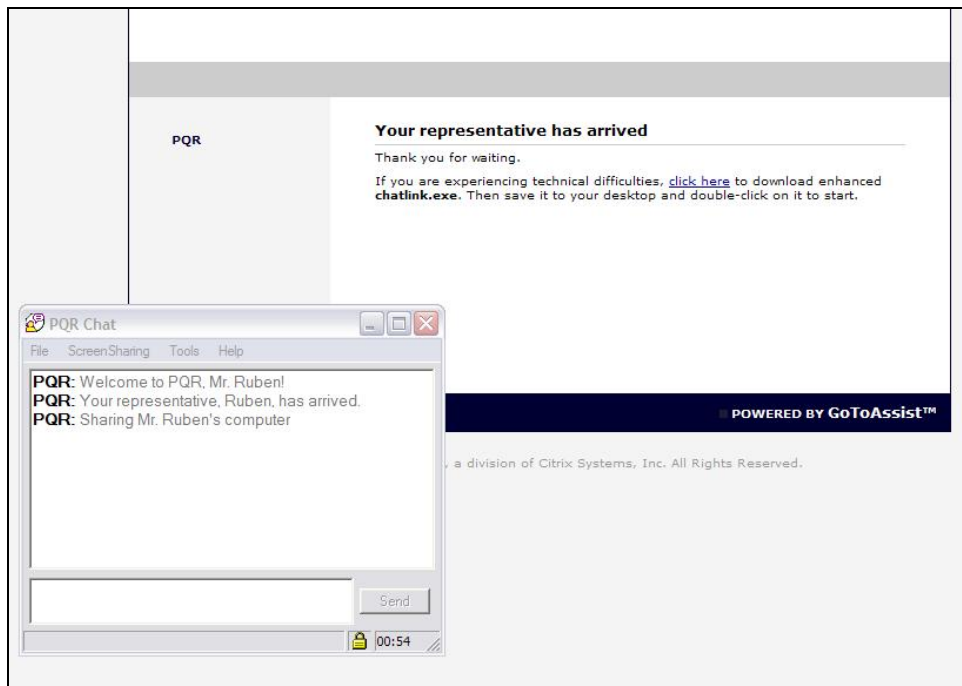 PQR
Your representative has arrived
Thank you for waiting.
If you are experiencing technical difficulties, click here to download enhanced
chatlink.exe. Then save it to your desktop and double-click on it to start.
PQR Chat
File ScreenSharing Tools Help
PQR: Welcome to PQR, Mr. Ruben!
PQR: Your representative, Ruben, has arrived.
PQR: Sharing Mr. Ruben's computer
Send
00:54
POWERED BY GoToAssist™
, a division of Citrix Systems, Inc. All Rights Reserved.